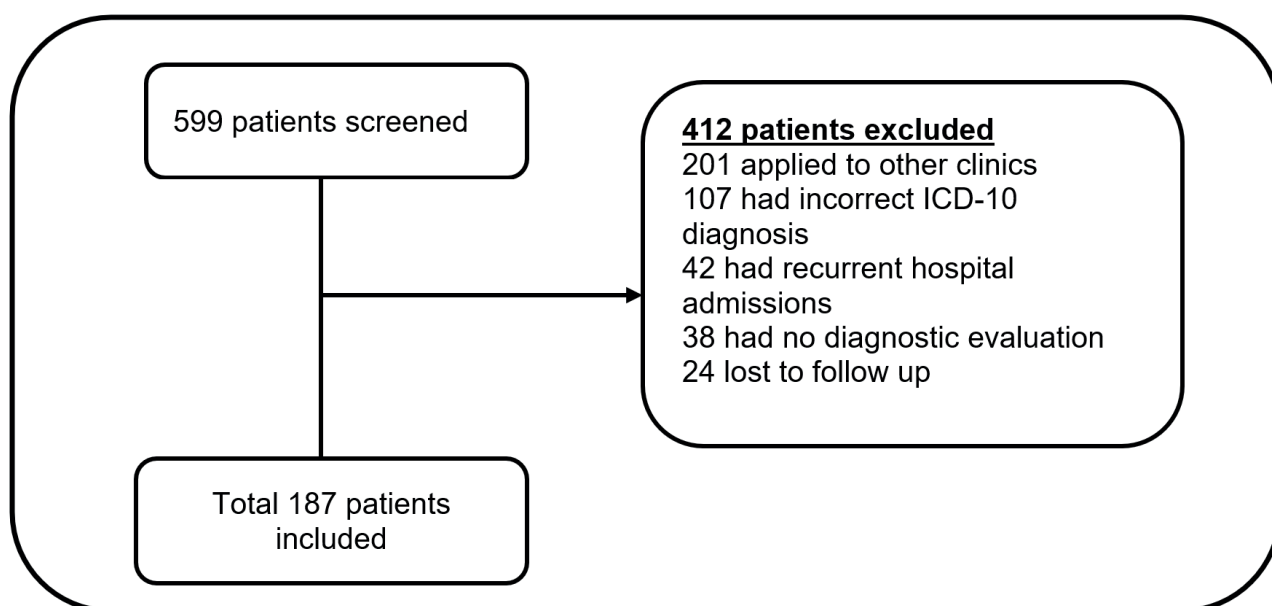 599 patients screened
412 patients excluded
201 applied to other clinics
107 had incorrect ICD-10
diagnosis
42 had recurrent hospital
admissions
38 had no diagnostic evaluation
24 lost to follow up
Total 187 patients
included